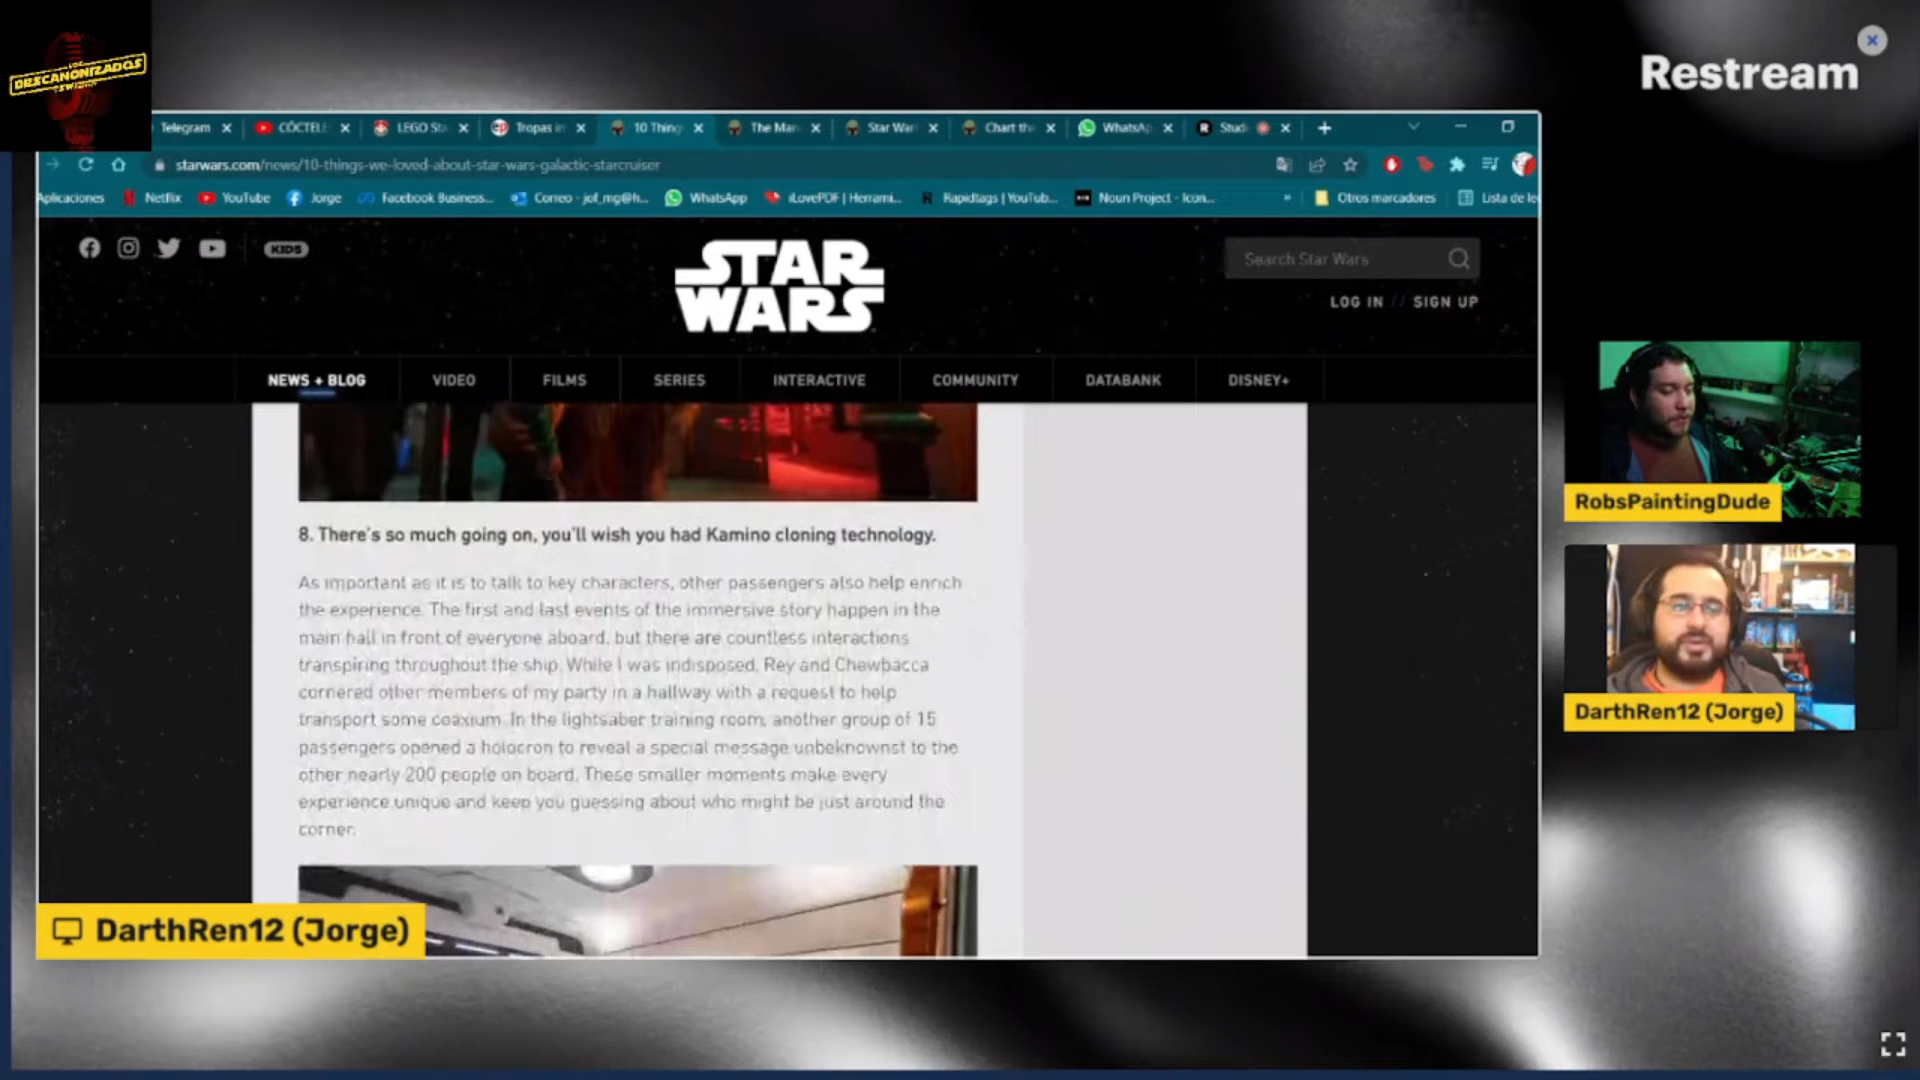 DESCANONIZADOS
Restream
Telegram
CÓCTELE
LEGO Sta
Tropas im
10 Thing
The Man
Star War
Chart the
WhatsAp
Studi
starwars.com/news/10-things-we-loved-about-star-wars-galactic-starcruiser
Aplicaciones
Netflix
YouTube
Jorge
Facebook Business...
Correo - jof_mg@h...
WhatsApp
iLovePDF | Herrami...
Rapidtags | YouTub...
Noun Project - Icon...
»
Otros marcadores
Lista de le
KIDS
STAR
WARS
Search Star Wars
LOG IN // SIGN UP
NEWS + BLOG
VIDEO
FILMS
SERIES
INTERACTIVE
COMMUNITY
DATABANK
DISNEY+
8. There's so much going on, you'll wish you had Kamino cloning technology.
As important as it is to talk to key characters, other passengers also help enrich
the experience. The first and last events of the immersive story happen in the
main hall in front of everyone aboard, but there are countless interactions
transpiring throughout the ship. While I was indisposed, Rey and Chewbacca
cornered other members of my party in a hallway with a request to help
transport some coaxium. In the lightsaber training room, another group of 15
passengers opened a holocron to reveal a special message unbeknownst to the
other nearly 200 people on board. These smaller moments make every
experience unique and keep you guessing about who might be just around the
corner.
RobsPaintingDude
DarthRen12 (Jorge)
DarthRen12 (Jorge)